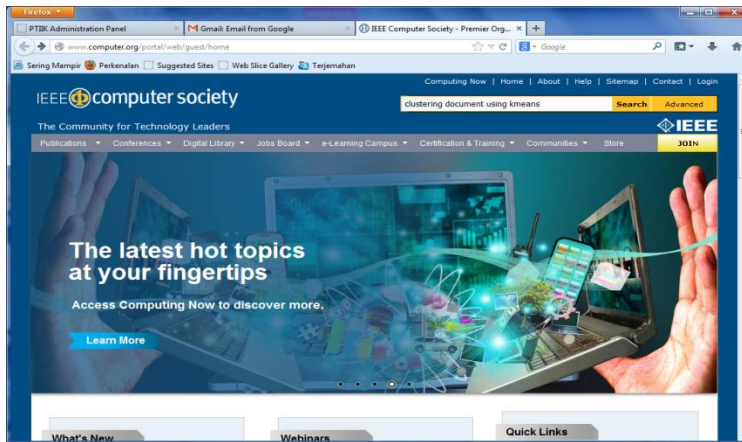 Firefox
PTIIK Administration Panel
Gmail: Email from Google
IEEE Computer Society - Premier Org...
www.computer.org/portal/web/guest/home
Google
Sering Mampir Perkenalan Suggested Sites Web Slice Gallery Terjemahan
Computing Now | Home | About | Help | Sitemap | Contact | Login
IEEE computer society
clustering document using kmeans Search Advanced
The Community for Technology Leaders
IEEE
Publications Conferences Digital Library Jobs Board e-Learning Campus Certification & Training Communities Store JOIN
The latest hot topics
at your fingertips
Access Computing Now to discover more.
Learn More
What's New Webinars Quick Links